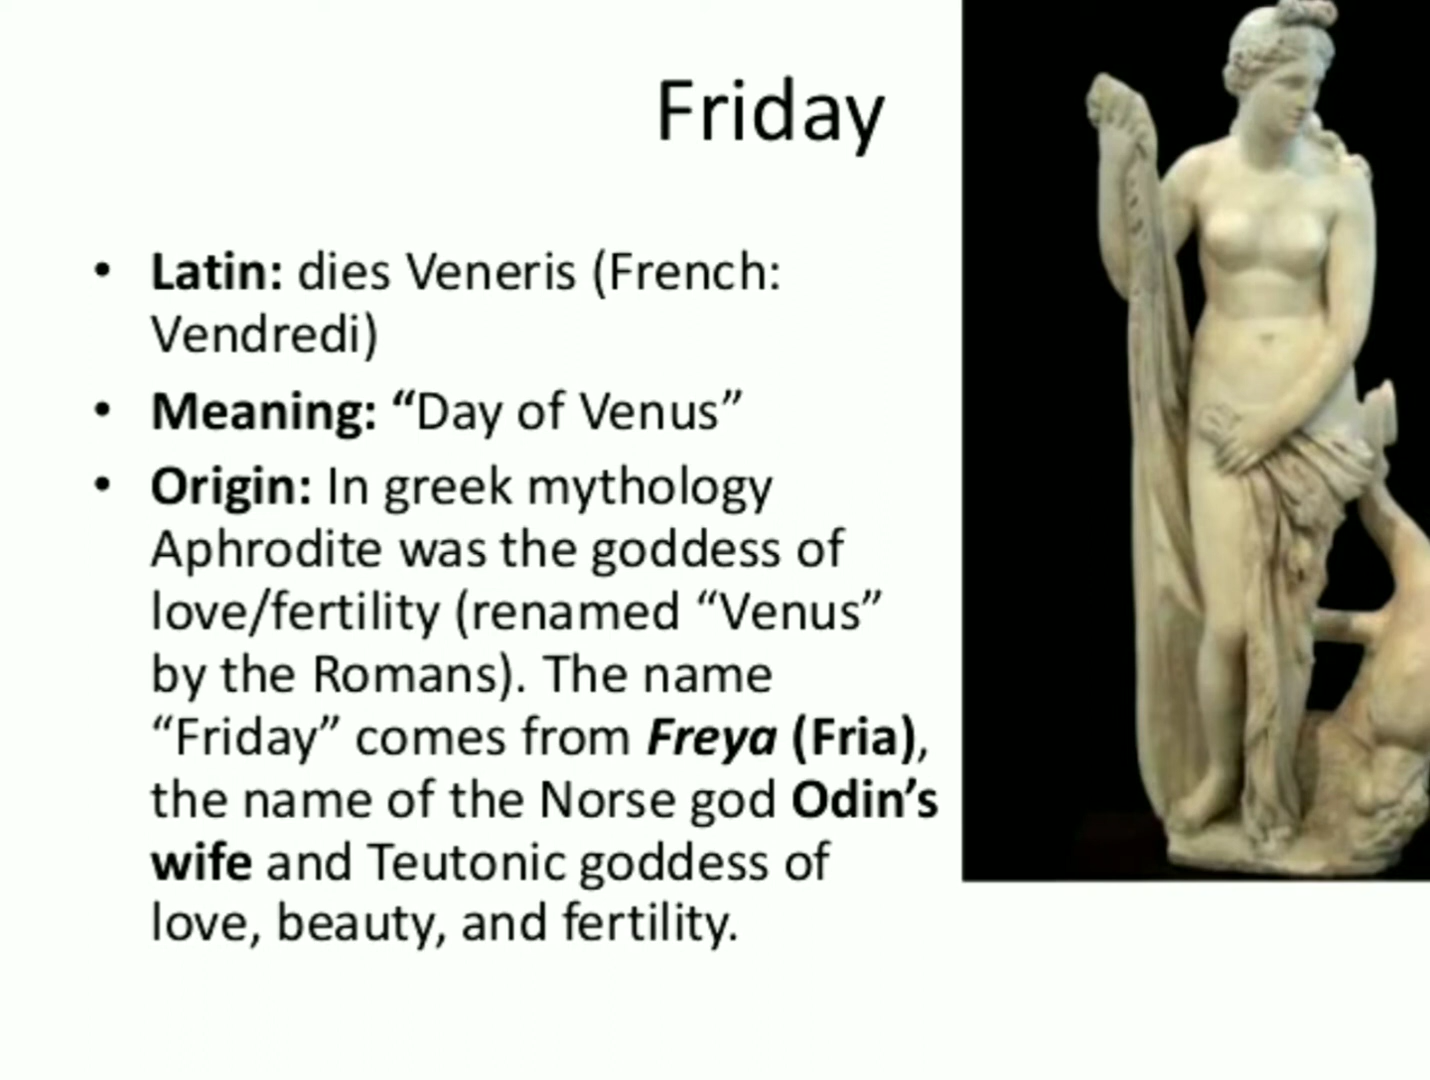 Friday
• Latin: dies Veneris (French:
Vendredi)
• Meaning: “Day of Venus”
• Origin: In greek mythology
Aphrodite was the goddess of
love/fertility (renamed “Venus”
by the Romans). The name
“Friday” comes from Freya (Fria),
the name of the Norse god Odin’s
wife and Teutonic goddess of
love, beauty, and fertility.